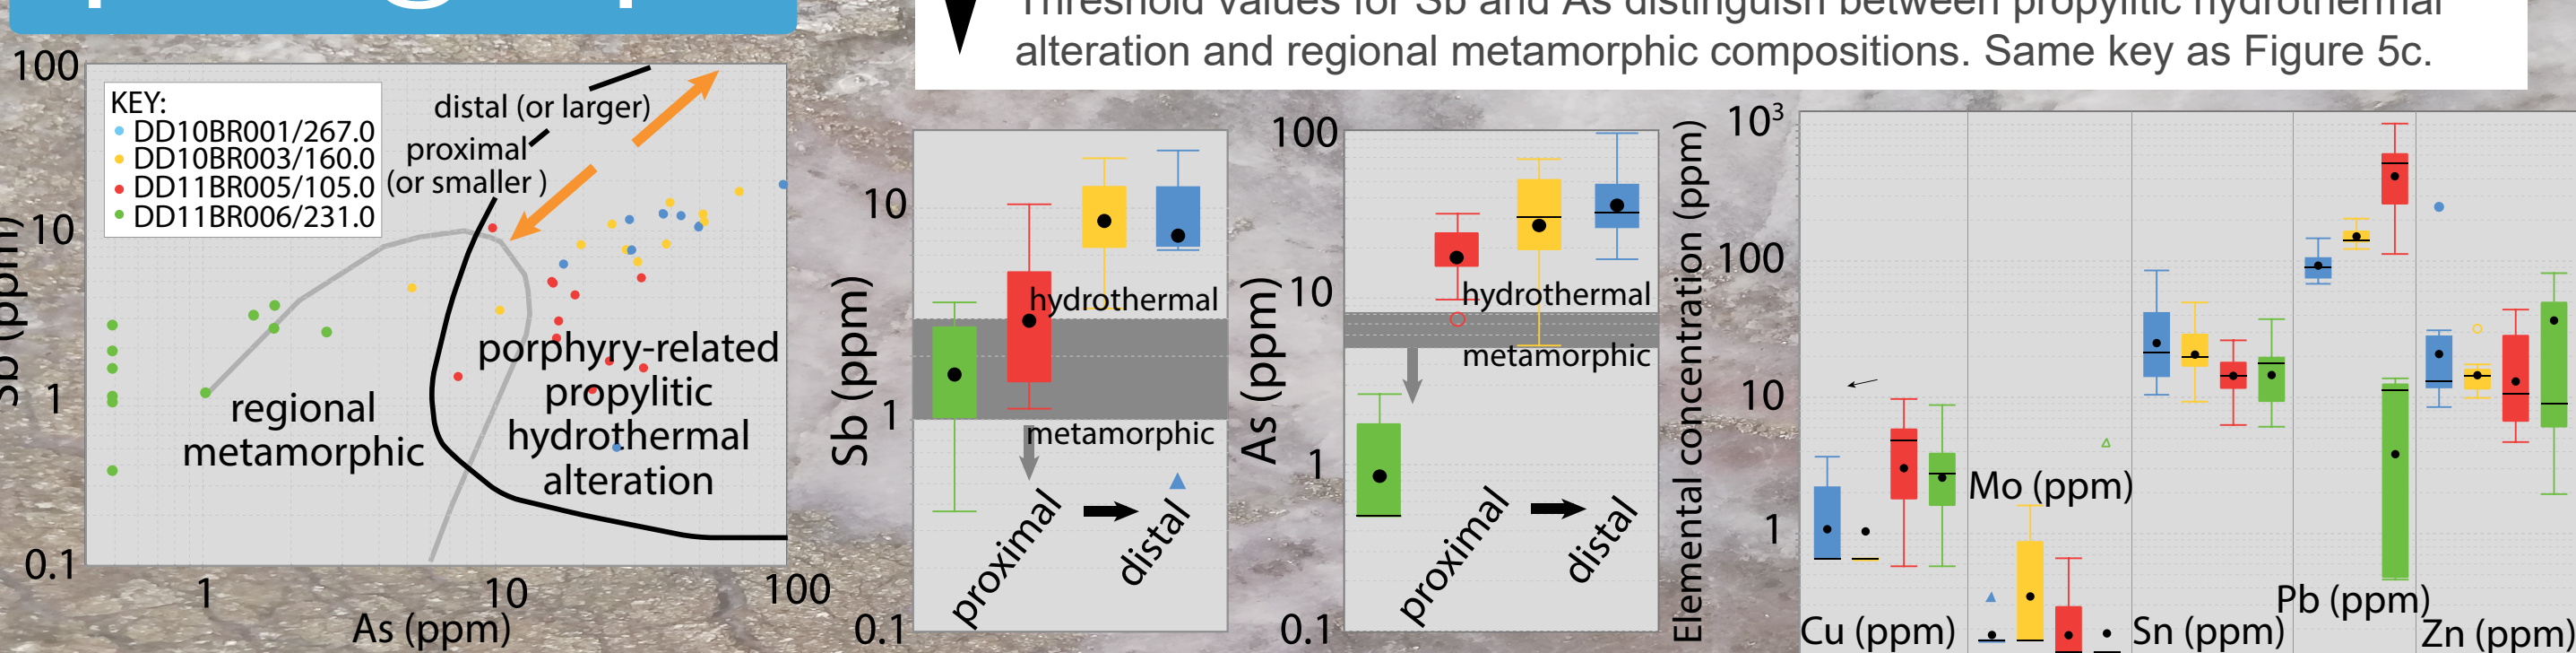 Threshold values for Sb and As distinguish between propylitic hydrothermal
alteration and regional metamorphic compositions. Same key as Figure 5c.
100
10
1
0.1
Sb (ppm)
KEY:
DD10BR001/267.0
DD10BR003/160.0
DD11BR005/105.0
DD11BR006/231.0
distal (or larger)
proximal
(or smaller )
regional
metamorphic
porphyry-related
propylitic
hydrothermal
alteration
1
10
100
As (ppm)
Sb (ppm)
10
1
0.1
hydrothermal
metamorphic
proximal
distal
As (ppm)
100
10
1
0.1
hydrothermal
metamorphic
proximal
distal
Elemental concentration (ppm)
10³
100
10
1
Cu (ppm)
Mo (ppm)
Sn (ppm)
Pb (ppm)
Zn (ppm)